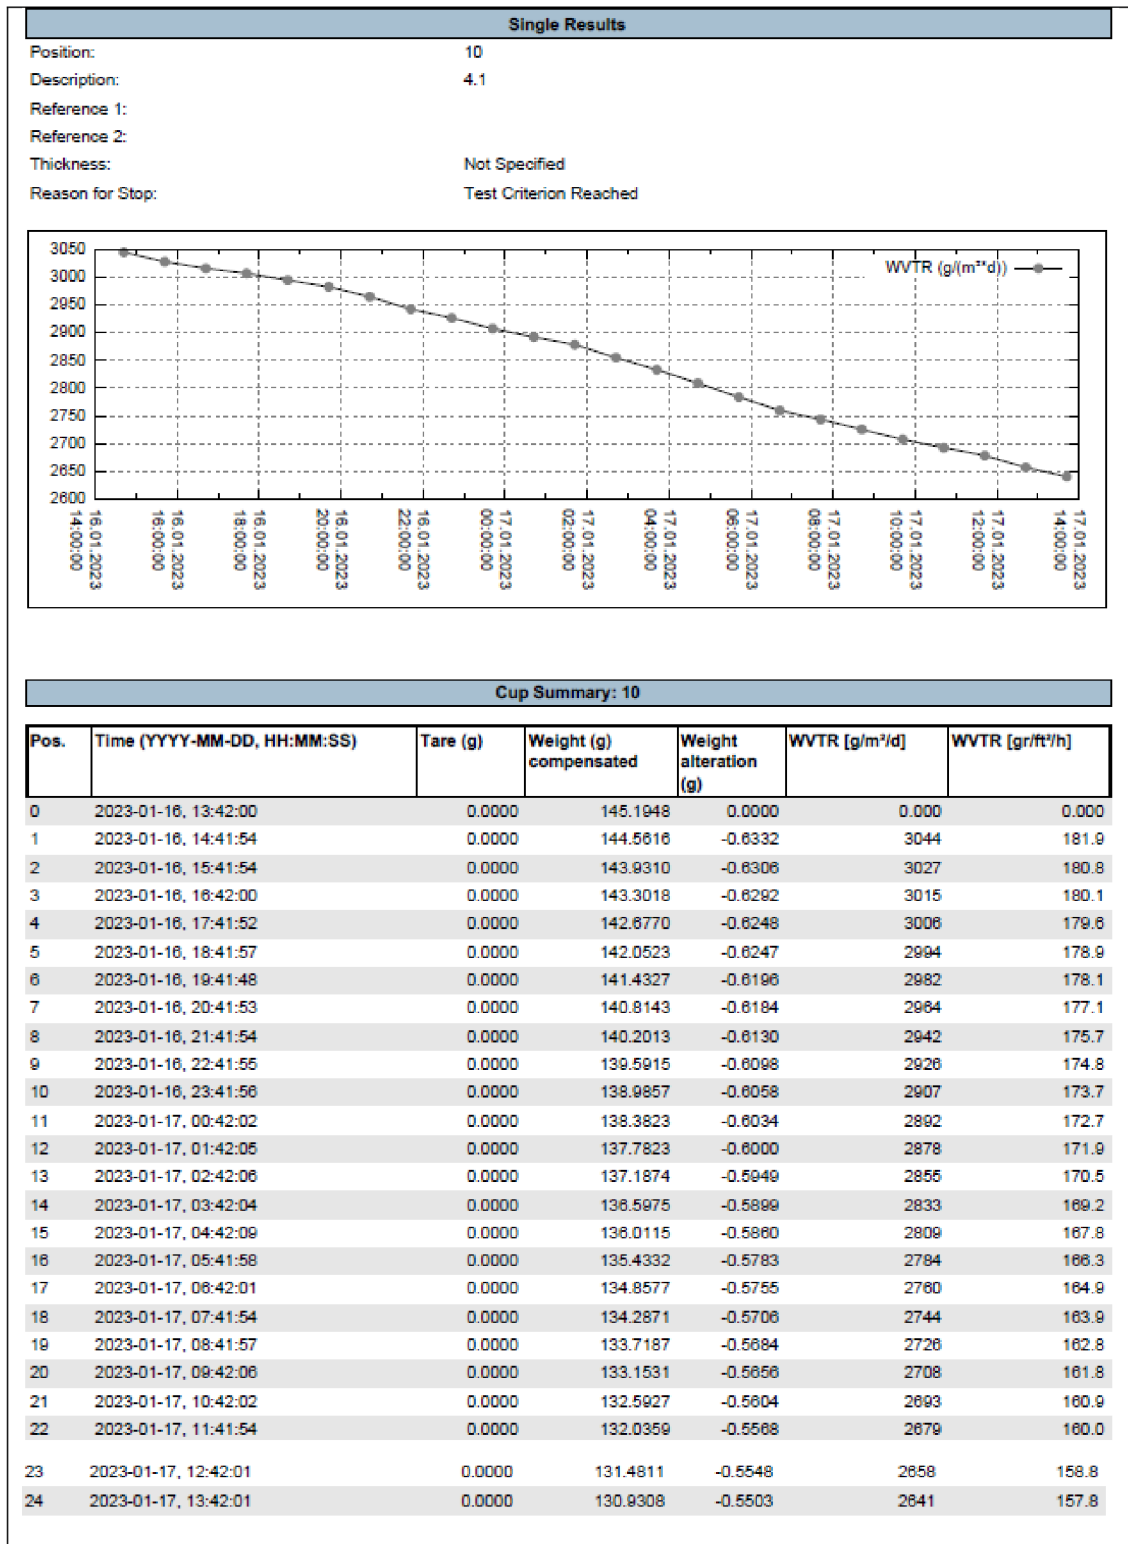 Single Results
Position: 10
Description: 4.1
Reference 1:
Reference 2:
Thickness: Not Specified
Reason for Stop: Test Criterion Reached
WVTR (g/(m²*d))
3050
3000
2950
2900
2850
2800
2750
2700
2650
2600
16.01.2023 14:00:00
16.01.2023 16:00:00
16.01.2023 18:00:00
16.01.2023 20:00:00
16.01.2023 22:00:00
17.01.2023 00:00:00
17.01.2023 02:00:00
17.01.2023 04:00:00
17.01.2023 06:00:00
17.01.2023 08:00:00
17.01.2023 10:00:00
17.01.2023 12:00:00
17.01.2023 14:00:00
Cup Summary: 10
Pos. Time (YYYY-MM-DD, HH:MM:SS) Tare (g) Weight (g) compensated Weight alteration (g) WVTR [g/m²/d] WVTR [gr/ft²/h]
0 2023-01-16, 13:42:00 0.0000 145.1948 0.0000 0.000 0.000
1 2023-01-16, 14:41:54 0.0000 144.5616 -0.6332 3044 181.9
2 2023-01-16, 15:41:54 0.0000 143.9310 -0.6306 3027 180.8
3 2023-01-16, 16:42:00 0.0000 143.3018 -0.6292 3015 180.1
4 2023-01-16, 17:41:52 0.0000 142.6770 -0.6248 3006 179.6
5 2023-01-16, 18:41:57 0.0000 142.0523 -0.6247 2994 178.9
6 2023-01-16, 19:41:48 0.0000 141.4327 -0.6196 2982 178.1
7 2023-01-16, 20:41:53 0.0000 140.8143 -0.6184 2964 177.1
8 2023-01-16, 21:41:54 0.0000 140.2013 -0.6130 2942 175.7
9 2023-01-16, 22:41:55 0.0000 139.5915 -0.6098 2926 174.8
10 2023-01-16, 23:41:56 0.0000 138.9857 -0.6058 2907 173.7
11 2023-01-17, 00:42:02 0.0000 138.3823 -0.6034 2892 172.7
12 2023-01-17, 01:42:05 0.0000 137.7823 -0.6000 2878 171.9
13 2023-01-17, 02:42:06 0.0000 137.1874 -0.5949 2855 170.5
14 2023-01-17, 03:42:04 0.0000 136.5975 -0.5899 2833 169.2
15 2023-01-17, 04:42:09 0.0000 136.0115 -0.5860 2809 167.8
16 2023-01-17, 05:41:58 0.0000 135.4332 -0.5783 2784 166.3
17 2023-01-17, 06:42:01 0.0000 134.8577 -0.5755 2760 164.9
18 2023-01-17, 07:41:54 0.0000 134.2871 -0.5706 2744 163.9
19 2023-01-17, 08:41:57 0.0000 133.7187 -0.5684 2726 162.8
20 2023-01-17, 09:42:06 0.0000 133.1531 -0.5656 2708 161.8
21 2023-01-17, 10:42:02 0.0000 132.5927 -0.5604 2693 160.9
22 2023-01-17, 11:41:54 0.0000 132.0359 -0.5568 2679 160.0
23 2023-01-17, 12:42:01 0.0000 131.4811 -0.5548 2658 158.8
24 2023-01-17, 13:42:01 0.0000 130.9308 -0.5503 2641 157.8